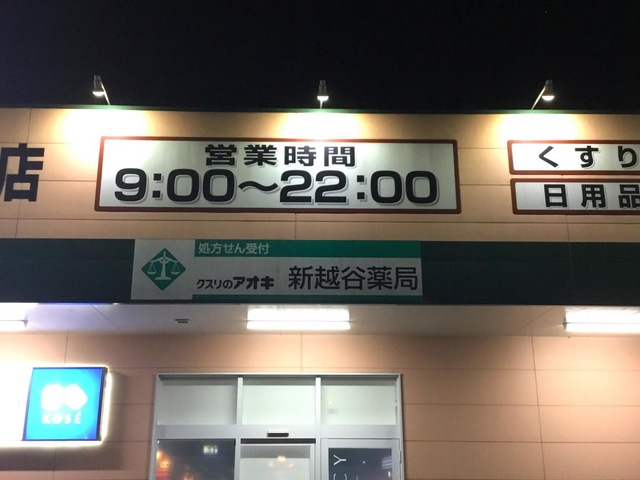 店
営業時間
9:00～22:00
くすり
日用品
処方せん受付
クスリのアオキ 新越谷薬局
KOSÉ
CY